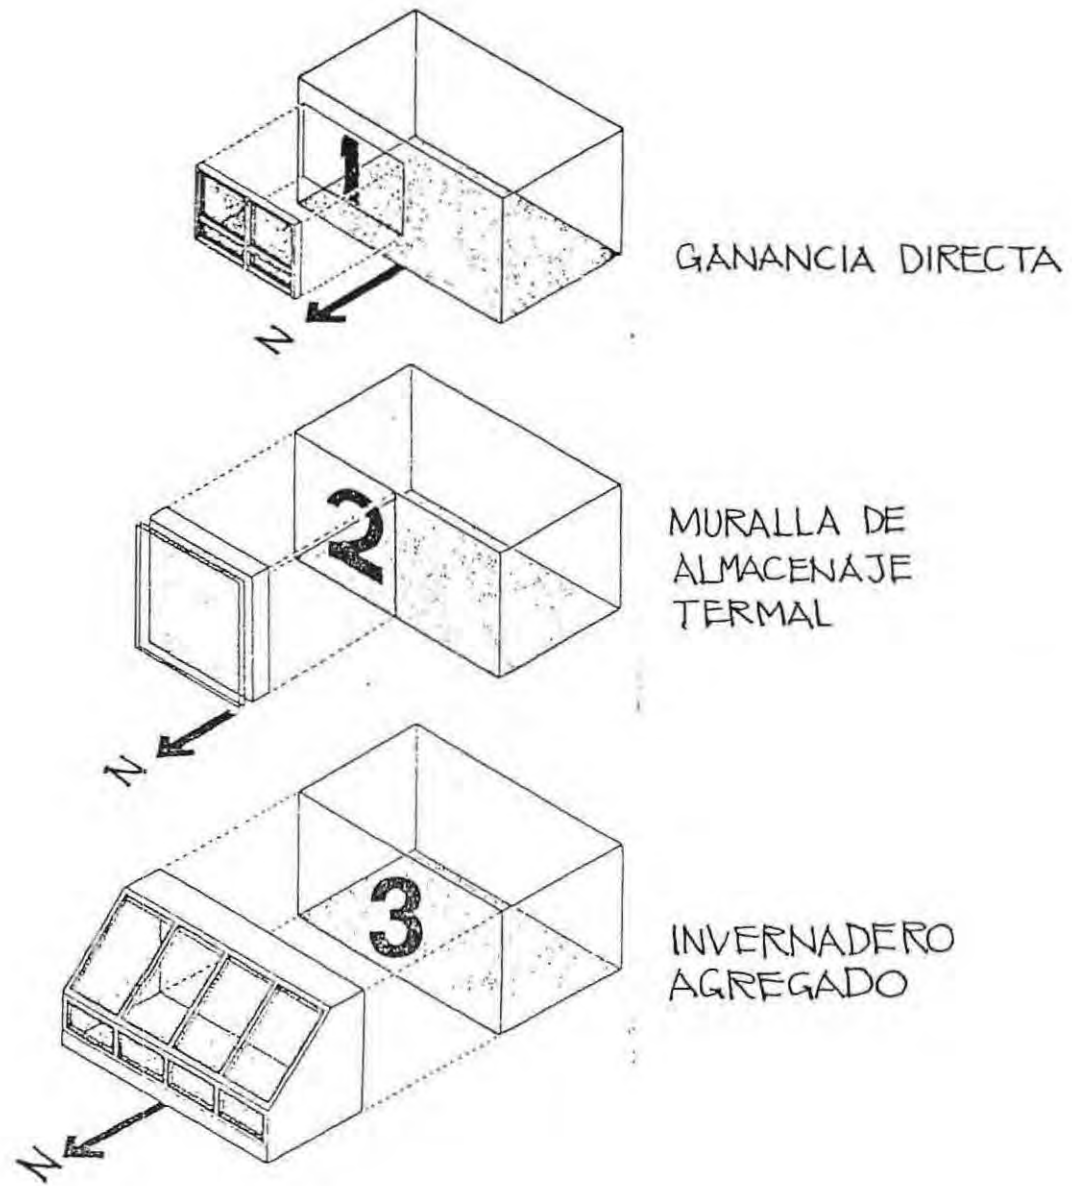 1
GANANCIA DIRECTA
N
2
MURALLA DE
ALMACENAJE
TERMAL
N
3
INVERNADERO
AGREGADO
N